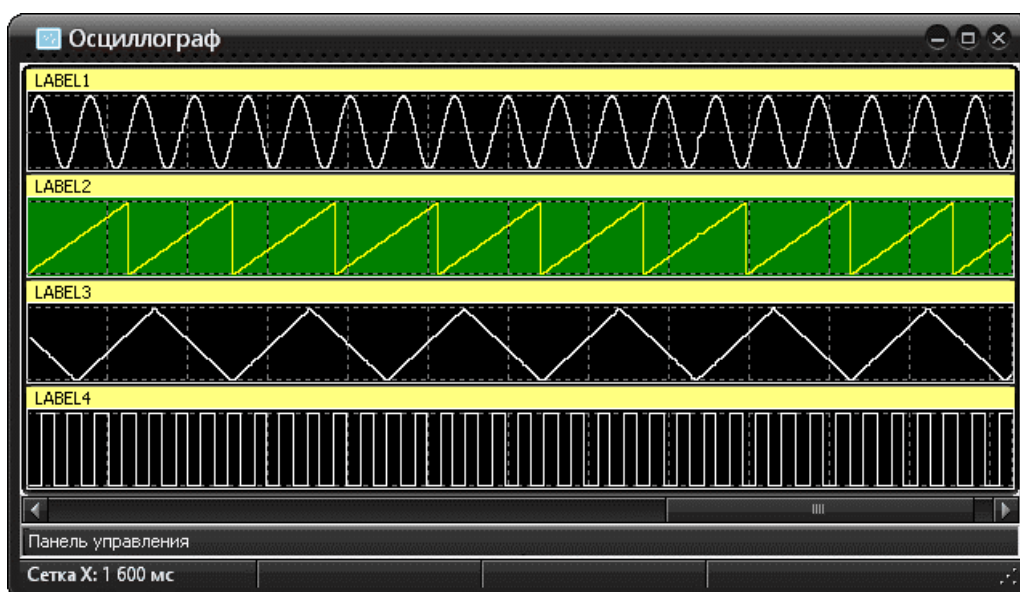 Осциллограф
LABEL1
LABEL2
LABEL3
LABEL4
Панель управления
Сетка X: 1 600 мс